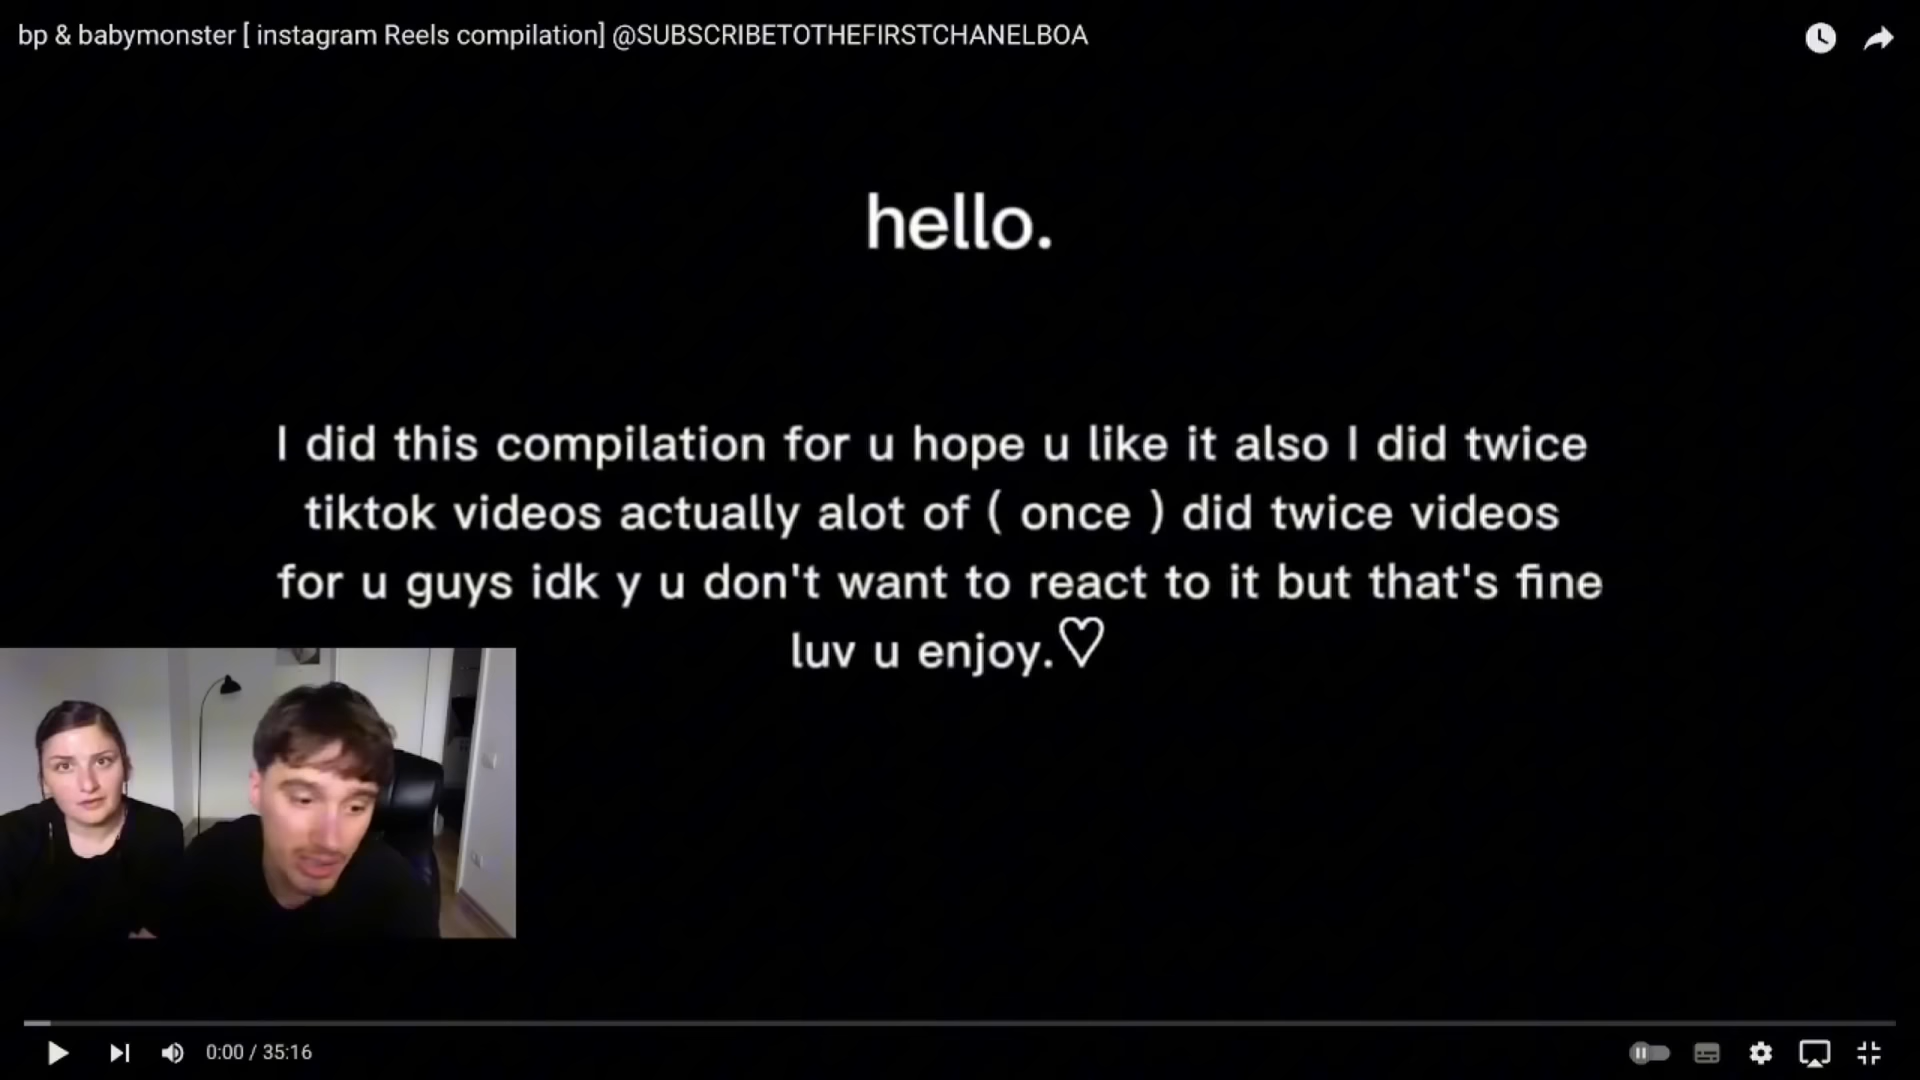 bp & babymonster [ instagram Reels compilation] @SUBSCRIBETOTHEFIRSTCHANELBOA
hello.
I did this compilation for u hope u like it also I did twice
tiktok videos actually alot of ( once ) did twice videos
for u guys idk y u don't want to react to it but that's fine
luv u enjoy.♡
0:00 / 35:16